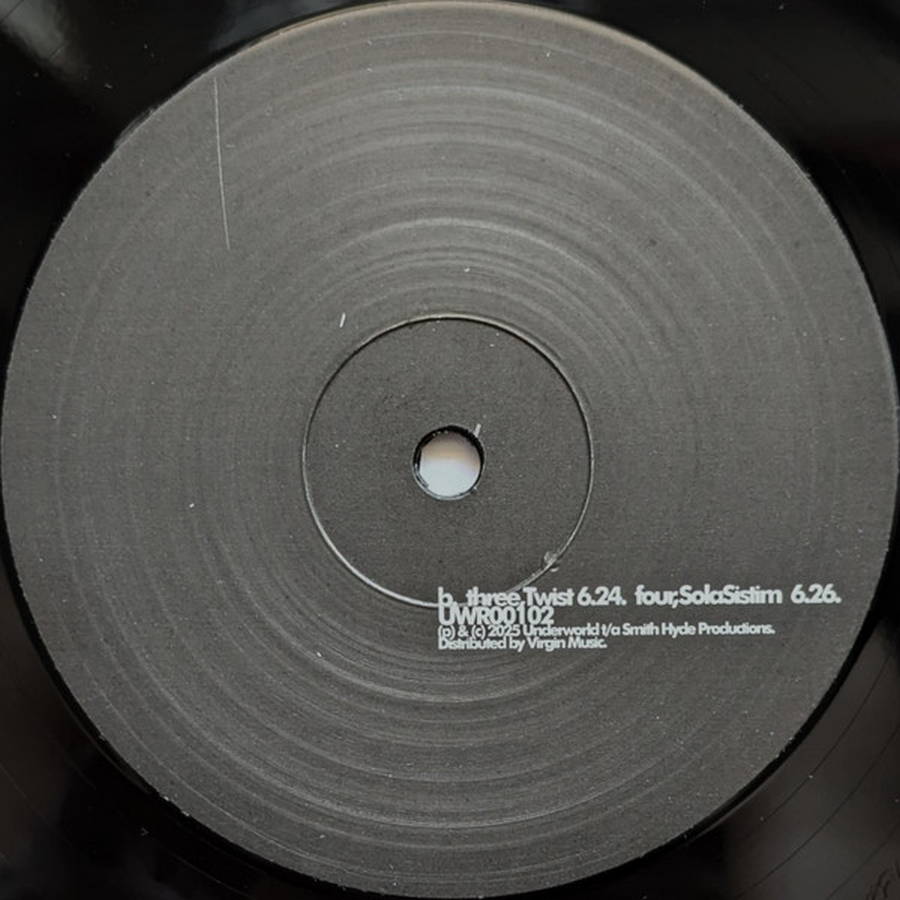 b. three,Twist 6.24. four,SolaSistim 6.26.
UWR00102
(p) & (c) 2025 Underworld t/a Smith Hyde Productions.
Distributed by Virgin Music.